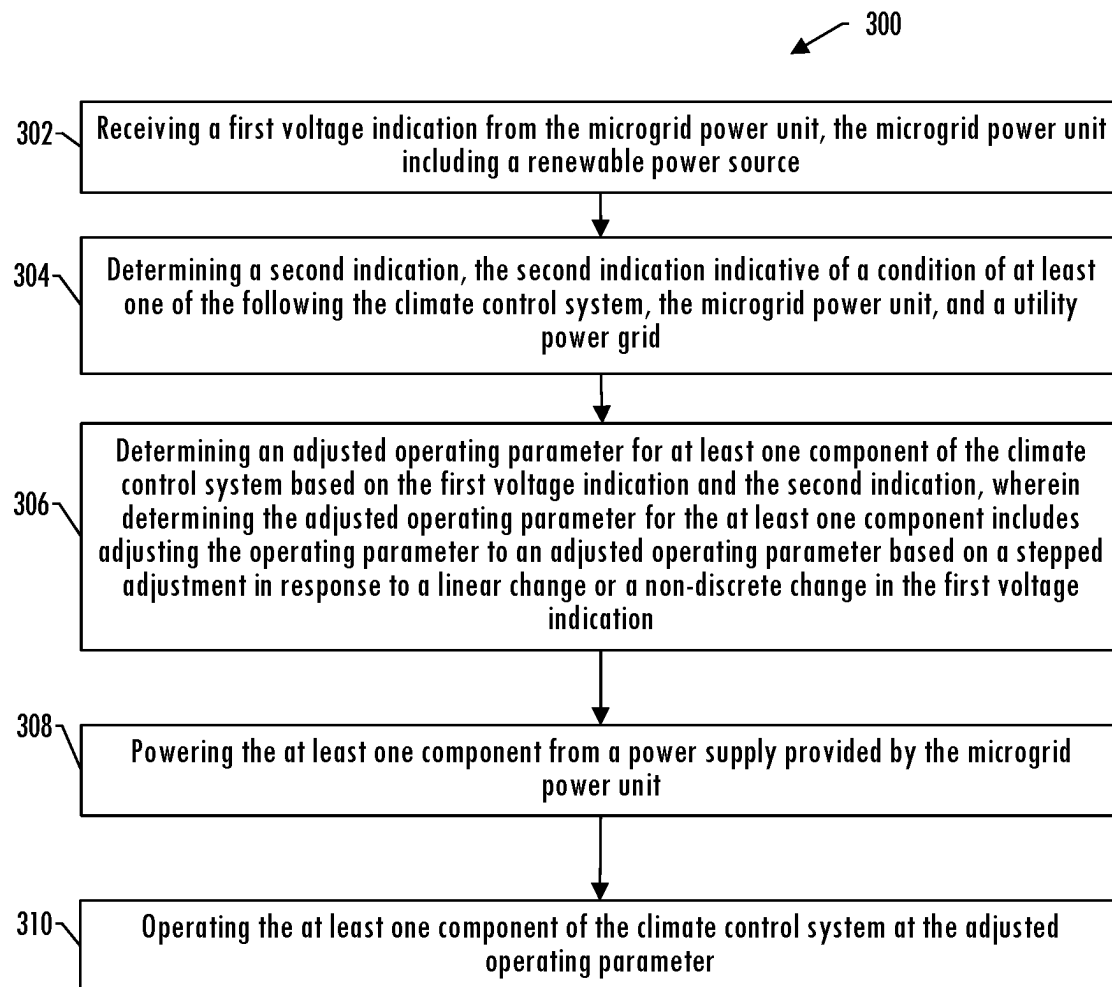 300
302
Receiving a first voltage indication from the microgrid power unit, the microgrid power unit
including a renewable power source
304
Determining a second indication, the second indication indicative of a condition of at least
one of the following the climate control system, the microgrid power unit, and a utility
power grid
306
Determining an adjusted operating parameter for at least one component of the climate
control system based on the first voltage indication and the second indication, wherein
determining the adjusted operating parameter for the at least one component includes
adjusting the operating parameter to an adjusted operating parameter based on a stepped
adjustment in response to a linear change or a non-discrete change in the first voltage
indication
308
Powering the at least one component from a power supply provided by the microgrid
power unit
310
Operating the at least one component of the climate control system at the adjusted
operating parameter